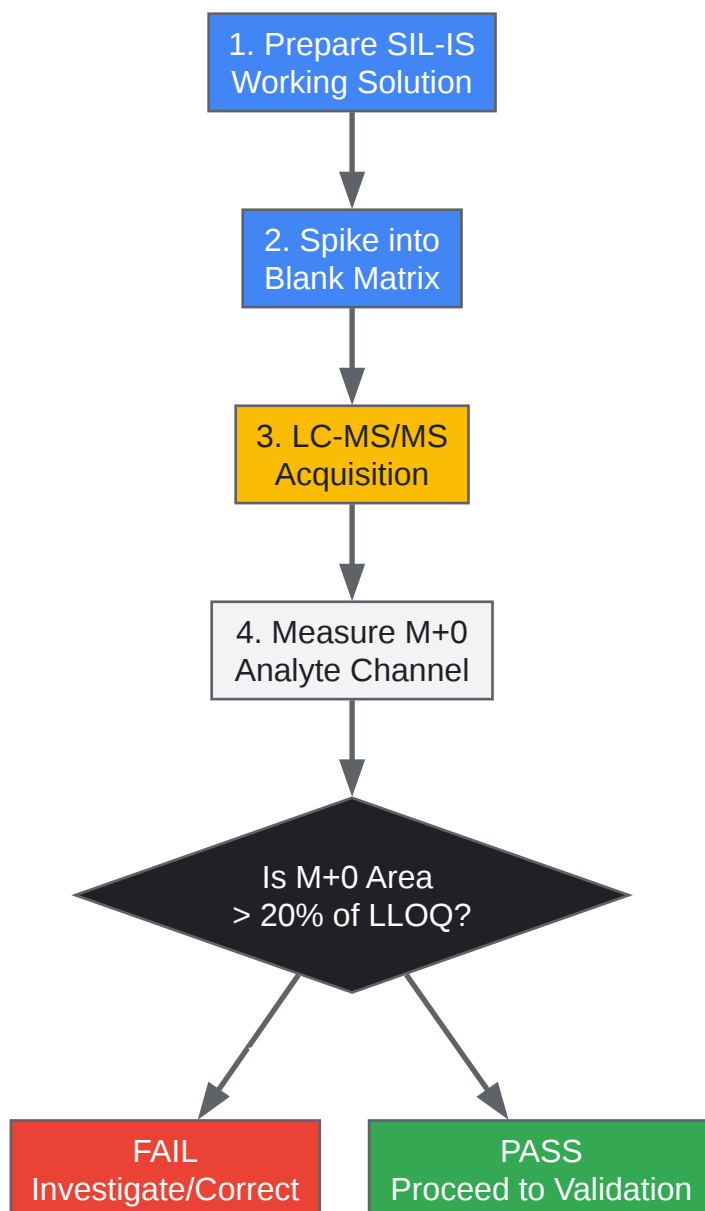 1. Prepare SIL-IS
Working Solution
2. Spike into
Blank Matrix
3. LC-MS/MS
Acquisition
4. Measure M+0
Analyte Channel
Is M+0 Area
> 20% of LLOQ?
FAIL
Investigate/Correct
PASS
Proceed to Validation